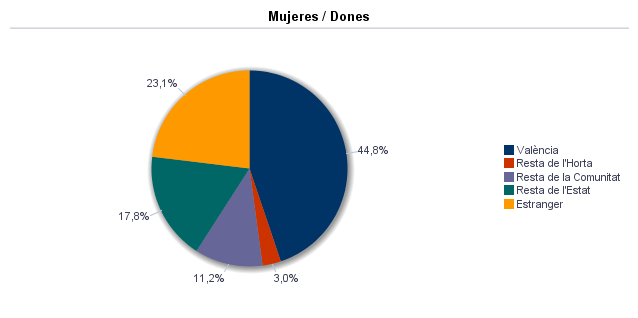 Mujeres / Dones
23,1%
44,8%
17,8%
11,2%
3,0%
València
Resta de l'Horta
Resta de la Comunitat
Resta de l'Estat
Estranger